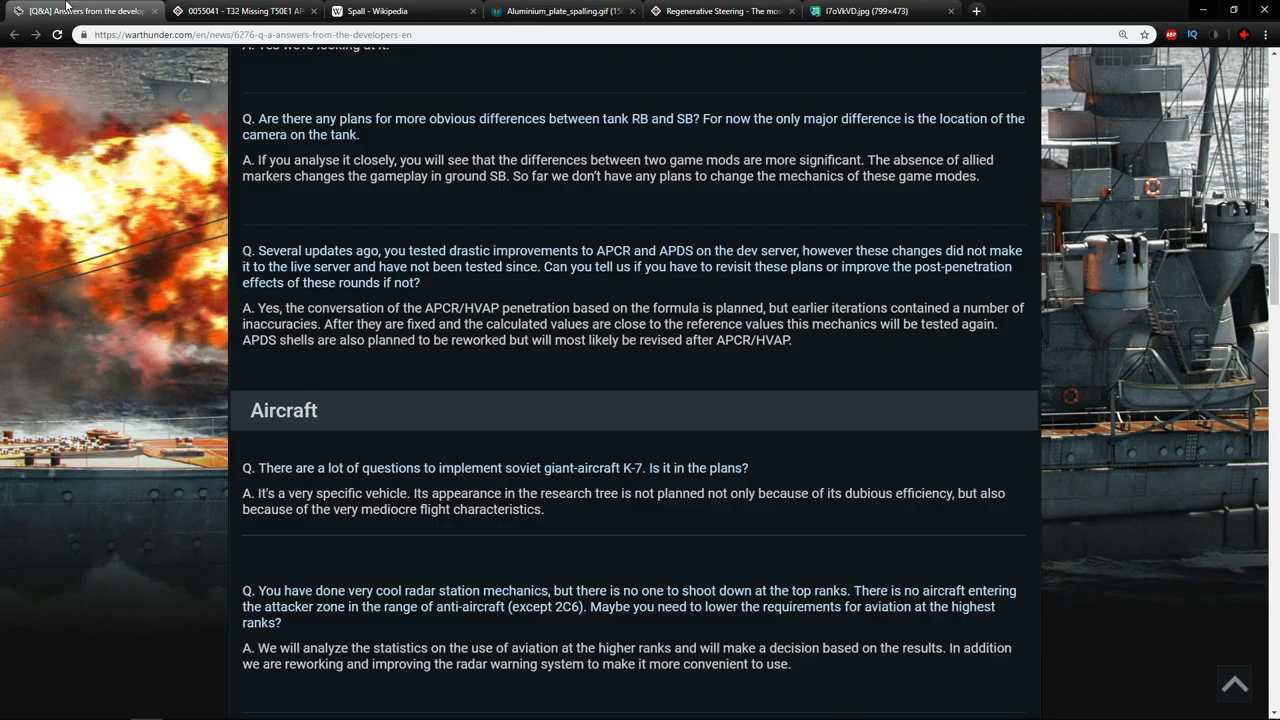 [Q&A] Answers from the develop
0055041 - T32 Missing T50E1 AP
Spall - Wikipedia
Aluminium_plate_spalling.gif (150
Regenerative Steering - The mos
I7oVkVD.jpg (799×473)
https://warthunder.com/en/news/6276-q-a-answers-from-the-developers-en
ABP
IQ
A. Yes we're looking at it.
Q. Are there any plans for more obvious differences between tank RB and SB? For now the only major difference is the location of the
camera on the tank.
A. If you analyse it closely, you will see that the differences between two game mods are more significant. The absence of allied
markers changes the gameplay in ground SB. So far we don't have any plans to change the mechanics of these game modes.
Q. Several updates ago, you tested drastic improvements to APCR and APDS on the dev server, however these changes did not make
it to the live server and have not been tested since. Can you tell us if you have to revisit these plans or improve the post-penetration
effects of these rounds if not?
A. Yes, the conversation of the APCR/HVAP penetration based on the formula is planned, but earlier iterations contained a number of
inaccuracies. After they are fixed and the calculated values are close to the reference values this mechanics will be tested again.
APDS shells are also planned to be reworked but will most likely be revised after APCR/HVAP.
Aircraft
Q. There are a lot of questions to implement soviet giant-aircraft K-7. Is it in the plans?
A. It's a very specific vehicle. Its appearance in the research tree is not planned not only because of its dubious efficiency, but also
because of the very mediocre flight characteristics.
Q. You have done very cool radar station mechanics, but there is no one to shoot down at the top ranks. There is no aircraft entering
the attacker zone in the range of anti-aircraft (except 2C6). Maybe you need to lower the requirements for aviation at the highest
ranks?
A. We will analyze the statistics on the use of aviation at the higher ranks and will make a decision based on the results. In addition
we are reworking and improving the radar warning system to make it more convenient to use.